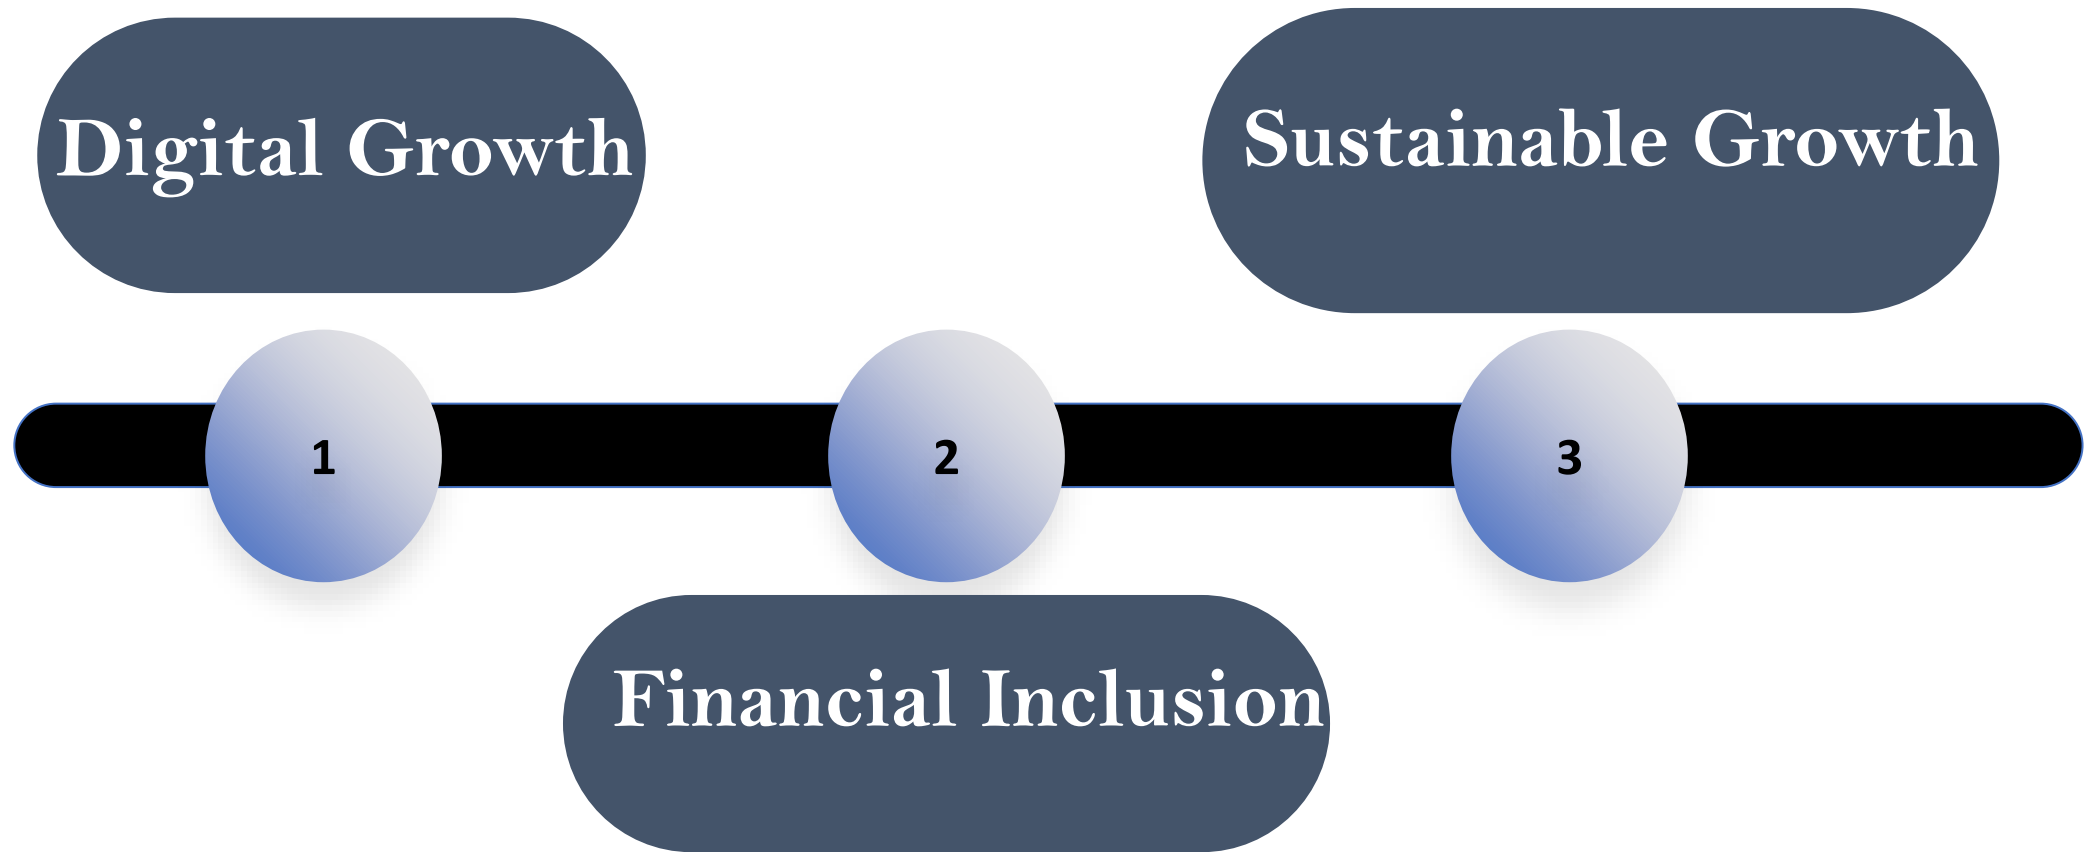 Digital Growth
Sustainable Growth
1
2
3
Financial Inclusion